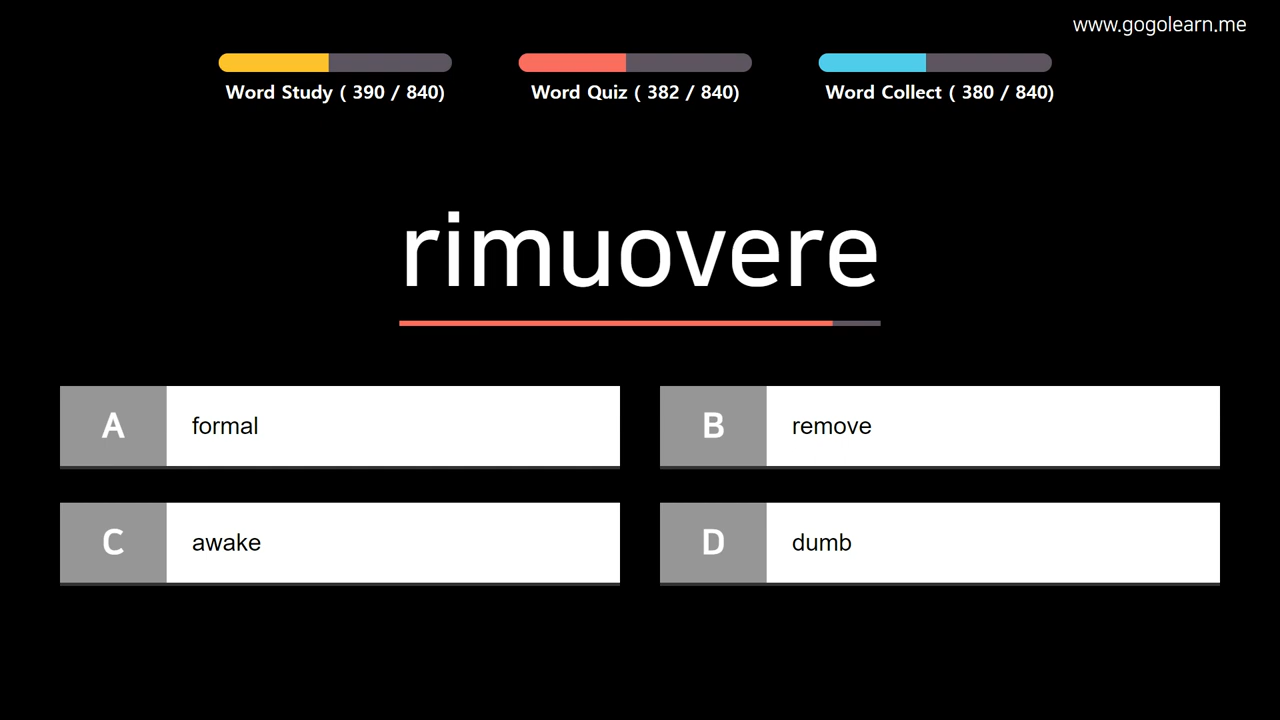 www.gogolearn.me
Word Study ( 390 / 840)
Word Quiz ( 382 / 840)
Word Collect ( 380 / 840)
rimuovere
A formal
B remove
C awake
D dumb